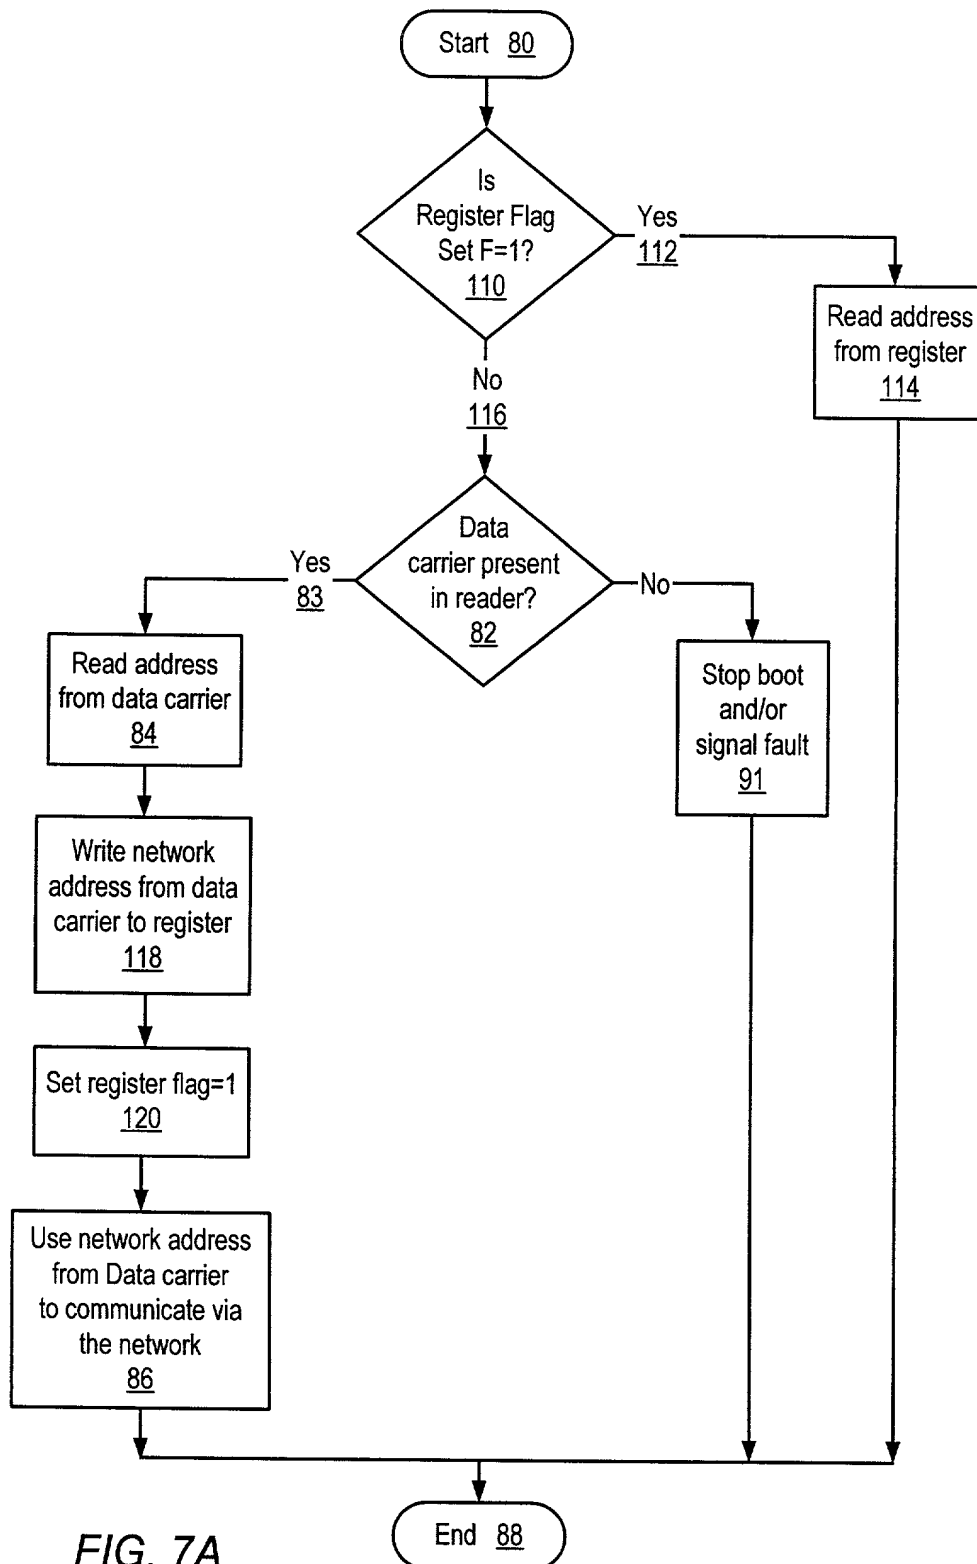 Start 80
Is
Register Flag
Set F=1?
110
Yes
112
Read address
from register
114
No
116
Data
carrier present
in reader?
82
Yes
83
No
Read address
from data carrier
84
Stop boot
and/or
signal fault
91
Write network
address from data
carrier to register
118
Set register flag=1
120
Use network address
from Data carrier
to communicate via
the network
86
End 88
FIG. 7A